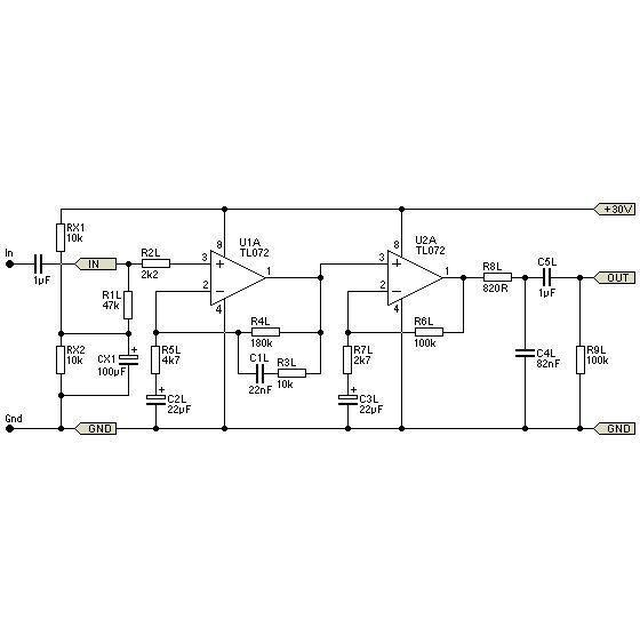 +30V
RX1
10k
In
1µF
IN
R2L
2k2
R1L
47k
8
U1A
TL072
3
+
2
−
1
4
8
U2A
TL072
3
+
2
−
1
4
R8L
820R
C5L
1µF
OUT
RX2
10k
CX1
100µF
+
R5L
4k7
R4L
180k
C1L
22nF
R3L
10k
R7L
2k7
R6L
100k
C4L
82nF
R9L
100k
+
C2L
22µF
+
C3L
22µF
Gnd
GND
GND